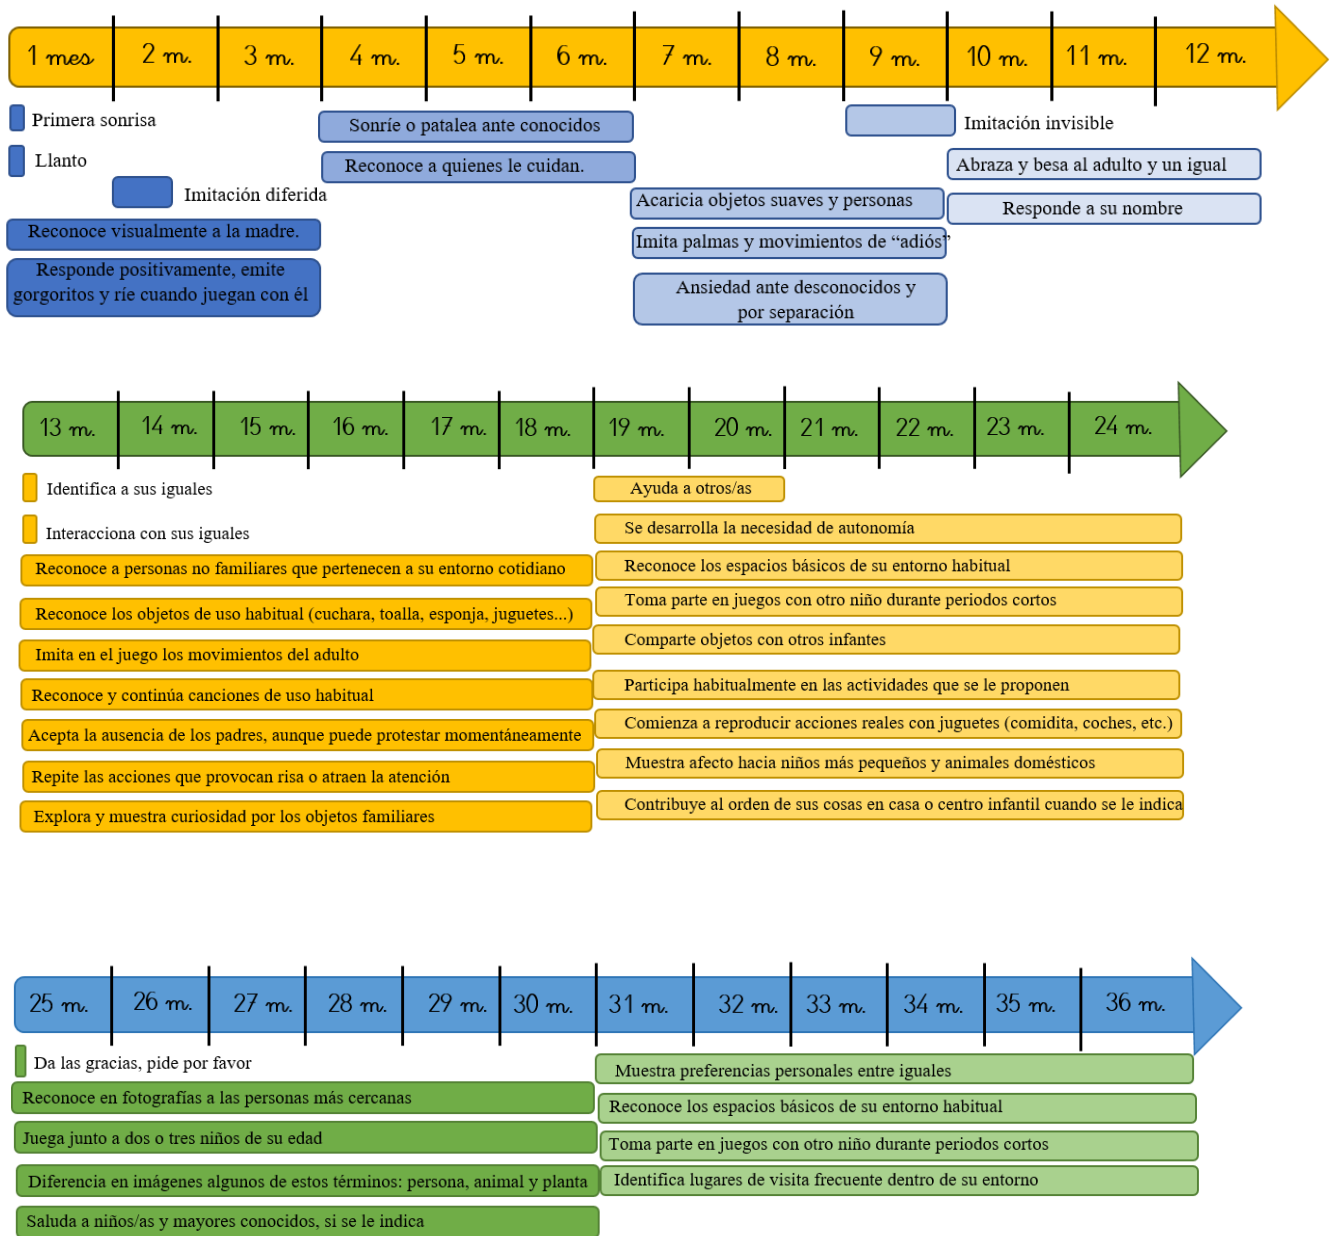 1 mes 2 m. 3 m. 4 m. 5 m. 6 m. 7 m. 8 m. 9 m. 10 m. 11 m. 12 m.
Primera sonrisa
Llanto
Imitación diferida
Reconoce visualmente a la madre.
Responde positivamente, emite
gorgoritos y ríe cuando juegan con él
Sonríe o patalea ante conocidos
Reconoce a quienes le cuidan.
Acaricia objetos suaves y personas
Imita palmas y movimientos de “adiós”
Ansiedad ante desconocidos y
por separación
Imitación invisible
Abraza y besa al adulto y un igual
Responde a su nombre
13 m. 14 m. 15 m. 16 m. 17 m. 18 m. 19 m. 20 m. 21 m. 22 m. 23 m. 24 m.
Identifica a sus iguales
Interacciona con sus iguales
Reconoce a personas no familiares que pertenecen a su entorno cotidiano
Reconoce los objetos de uso habitual (cuchara, toalla, esponja, juguetes...)
Imita en el juego los movimientos del adulto
Reconoce y continúa canciones de uso habitual
Acepta la ausencia de los padres, aunque puede protestar momentáneamente
Repite las acciones que provocan risa o atraen la atención
Explora y muestra curiosidad por los objetos familiares
Ayuda a otros/as
Se desarrolla la necesidad de autonomía
Reconoce los espacios básicos de su entorno habitual
Toma parte en juegos con otro niño durante periodos cortos
Comparte objetos con otros infantes
Participa habitualmente en las actividades que se le proponen
Comienza a reproducir acciones reales con juguetes (comidita, coches, etc.)
Muestra afecto hacia niños más pequeños y animales domésticos
Contribuye al orden de sus cosas en casa o centro infantil cuando se le indica
25 m. 26 m. 27 m. 28 m. 29 m. 30 m. 31 m. 32 m. 33 m. 34 m. 35 m. 36 m.
Da las gracias, pide por favor
Reconoce en fotografías a las personas más cercanas
Juega junto a dos o tres niños de su edad
Diferencia en imágenes algunos de estos términos: persona, animal y planta
Saluda a niños/as y mayores conocidos, si se le indica
Muestra preferencias personales entre iguales
Reconoce los espacios básicos de su entorno habitual
Toma parte en juegos con otro niño durante periodos cortos
Identifica lugares de visita frecuente dentro de su entorno